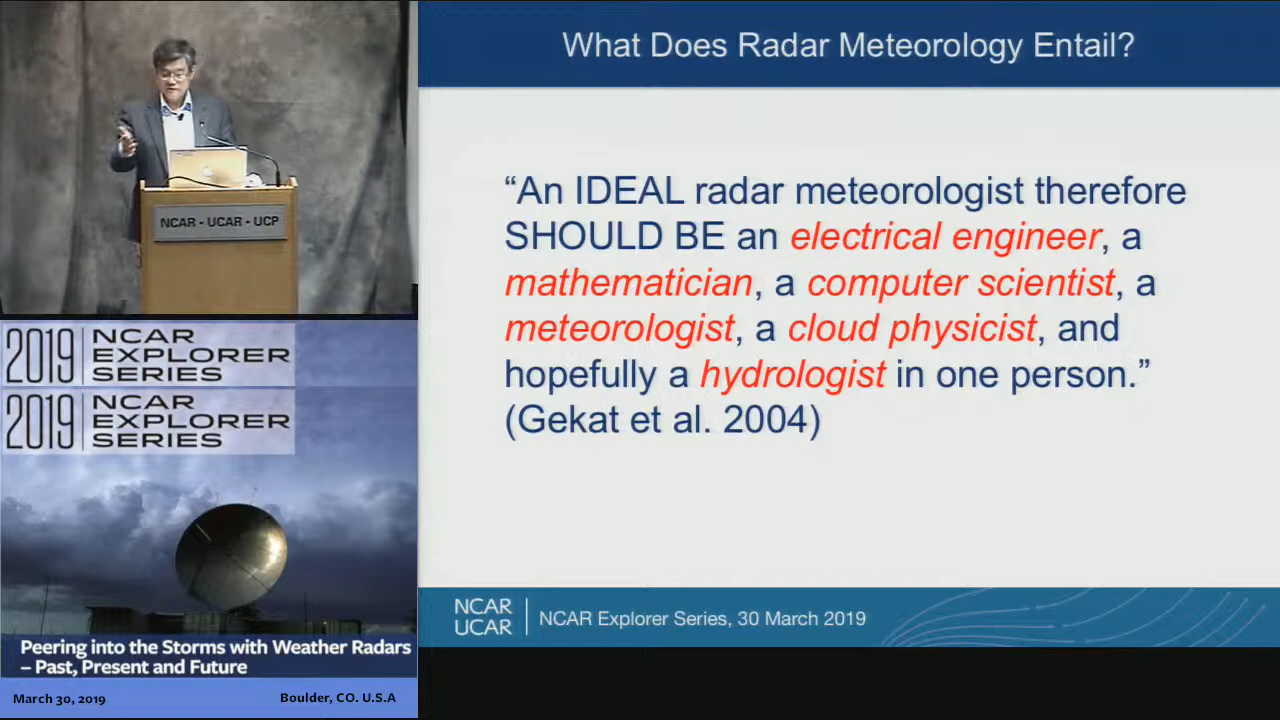 What Does Radar Meteorology Entail?
“An IDEAL radar meteorologist therefore
SHOULD BE an electrical engineer, a
mathematician, a computer scientist, a
meteorologist, a cloud physicist, and
hopefully a hydrologist in one person.”
(Gekat et al. 2004)
NCAR
UCAR
NCAR Explorer Series, 30 March 2019
NCAR - UCAR - UCP
2019
NCAR
EXPLORER
SERIES
2019
NCAR
EXPLORER
SERIES
Peering into the Storms with Weather Radars
– Past, Present and Future
March 30, 2019
Boulder, CO. U.S.A